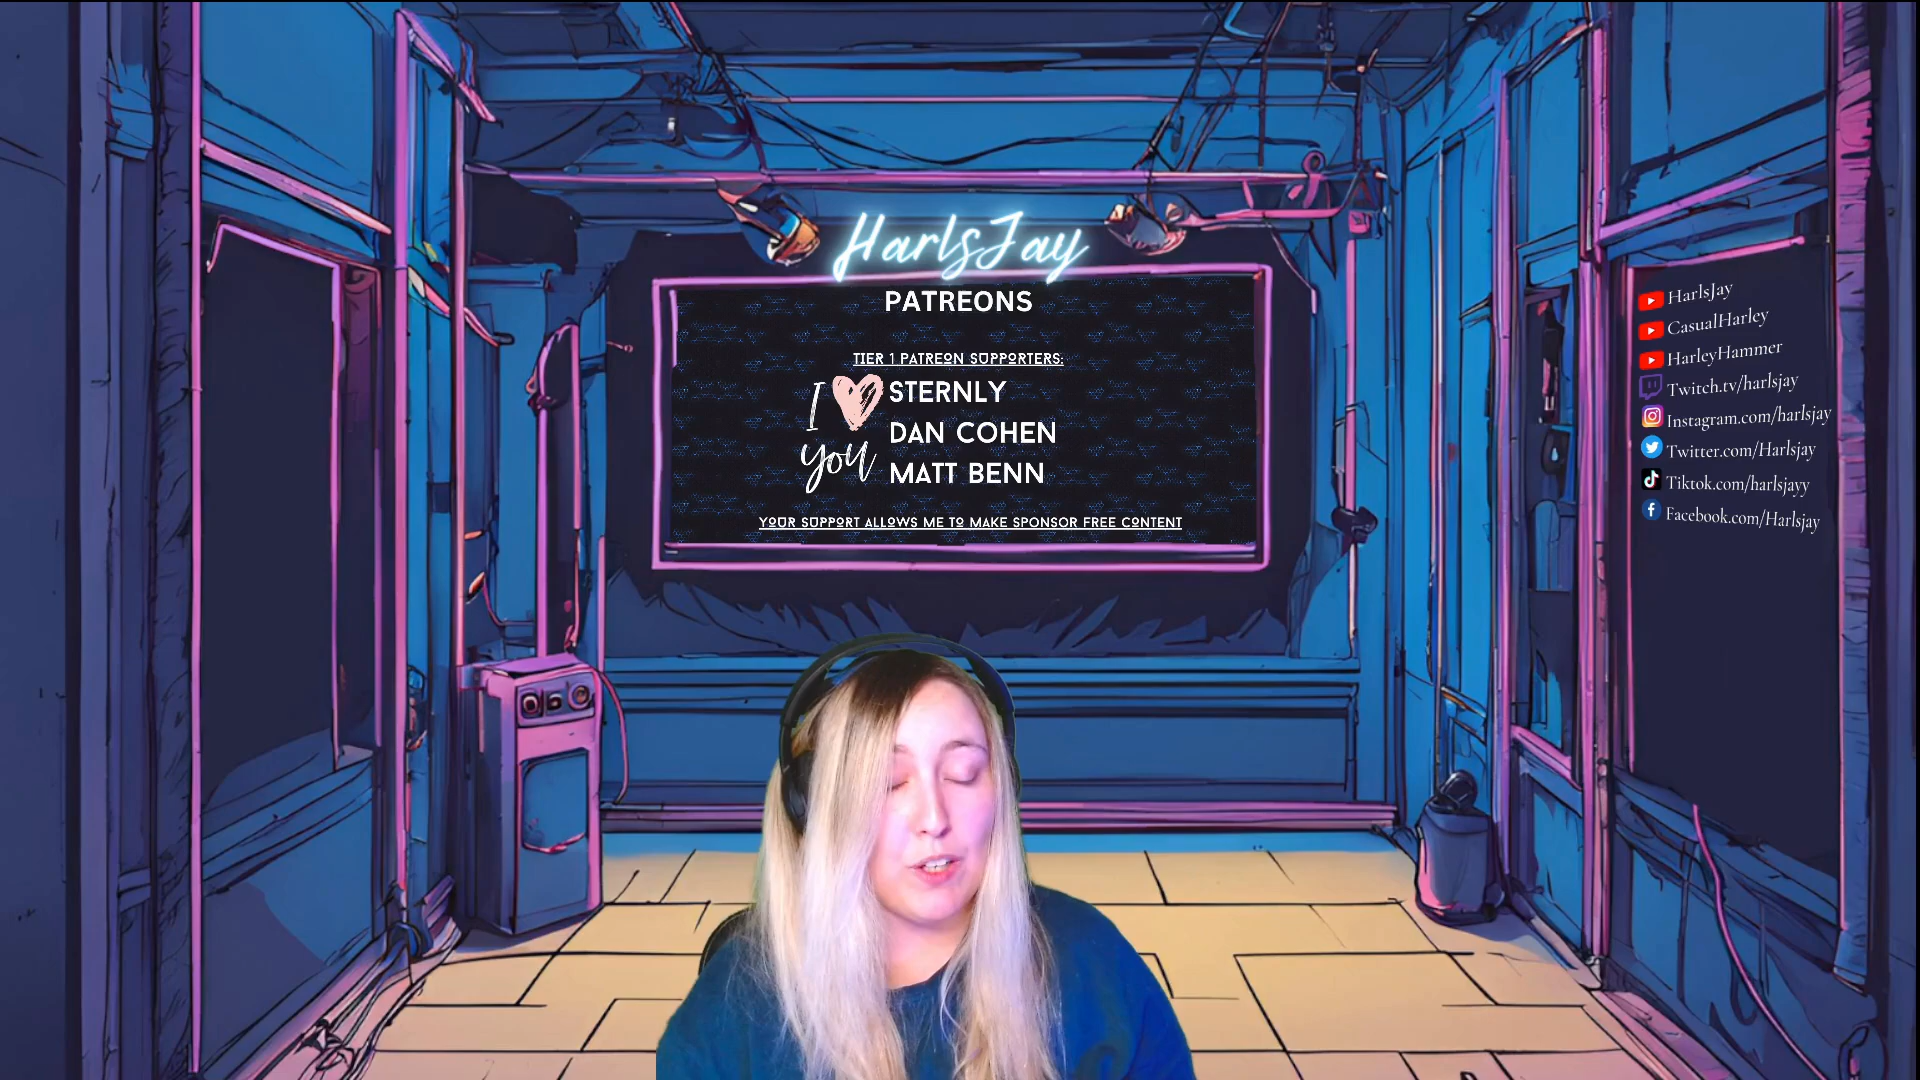 HarlsJay
PATREONS
TIER 1 PATREON SUPPORTERS:
I
you
STERNLY
DAN COHEN
MATT BENN
YOUR SUPPORT ALLOWS ME TO MAKE SPONSOR FREE CONTENT
HarlsJay
CasualHarley
HarleyHammer
Twitch.tv/harlsjay
Instagram.com/harlsjay
Twitter.com/Harlsjay
Tiktok.com/harlsjayy
Facebook.com/Harlsjay